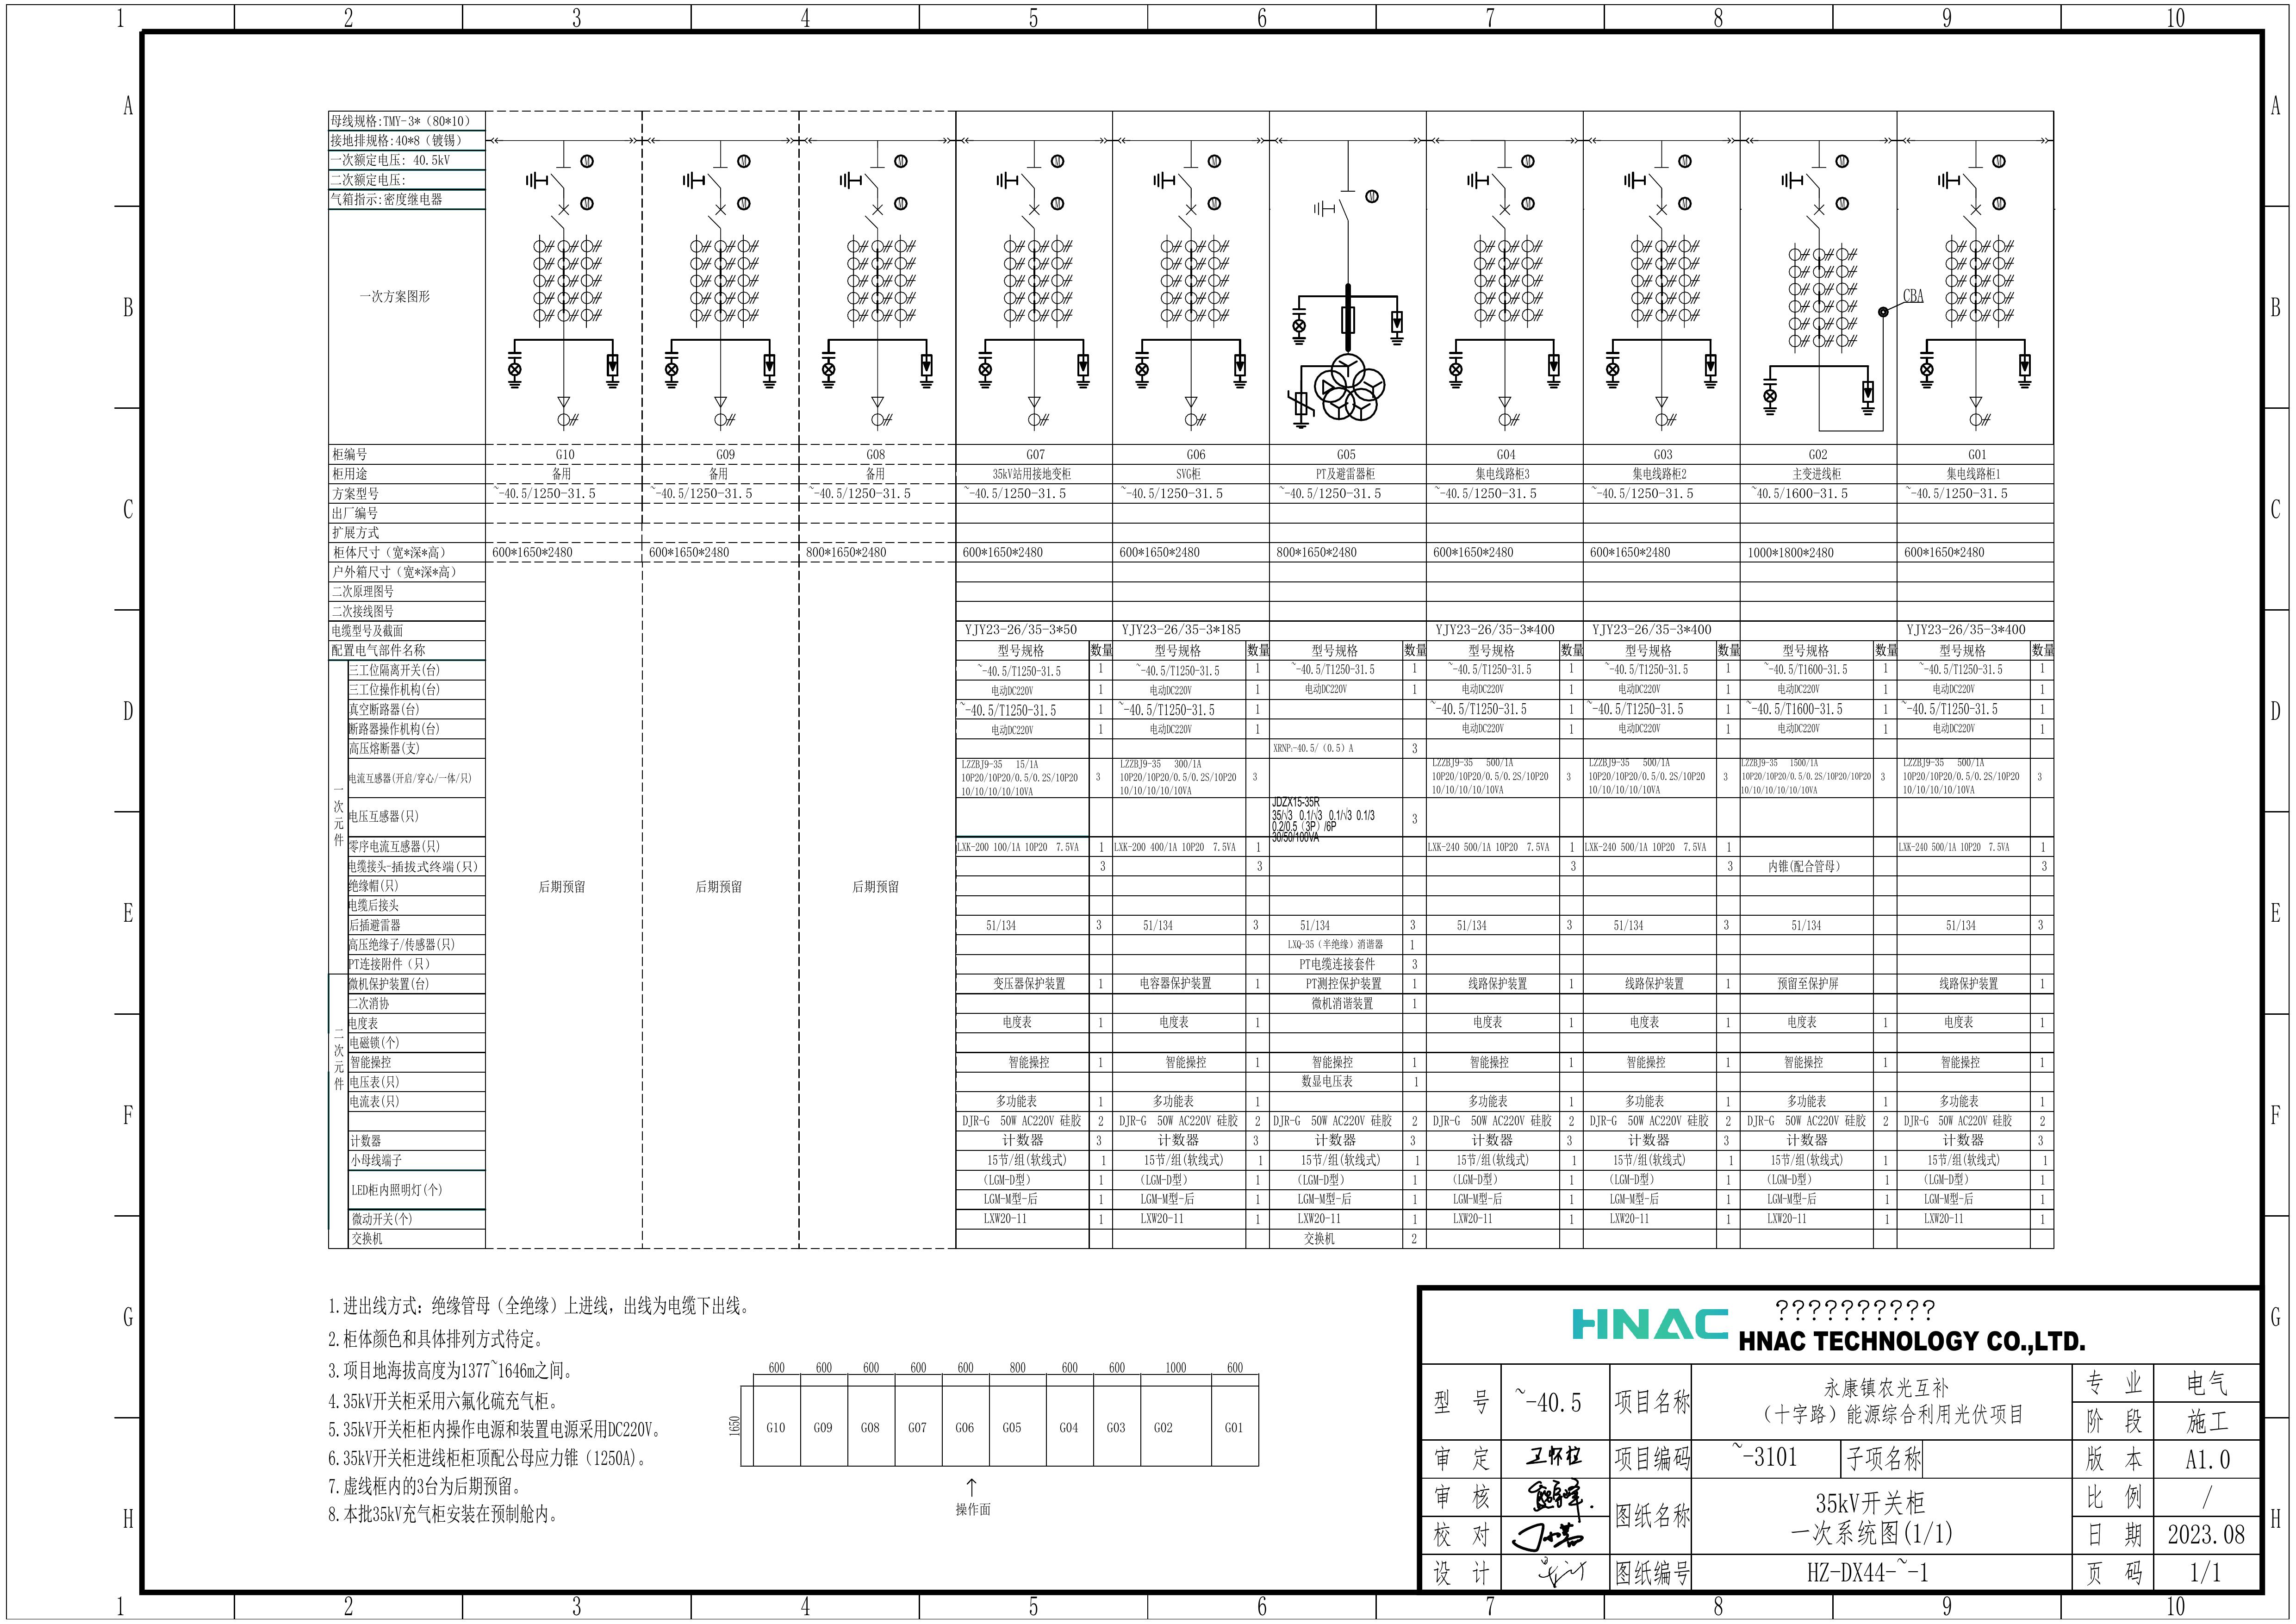 1 2 3 4 5 6 7 8 9 10
A A
B B
C C
D D
E E
F F
G G
H H
母线规格:TMY-3*（80*10）
接地排规格:40*8（镀锡）
一次额定电压: 40.5kV
二次额定电压:
气箱指示:密度继电器
一次方案图形
CBA
柜编号 G10 G09 G08 G07 G06 G05 G04 G03 G02 G01
柜用途 备用 备用 备用 35kV站用接地变柜 SVG柜 PT及避雷器柜 集电线路柜3 集电线路柜2 主变进线柜 集电线路柜1
方案型号 ~-40.5/1250-31.5 ~-40.5/1250-31.5 ~-40.5/1250-31.5 ~-40.5/1250-31.5 ~-40.5/1250-31.5 ~-40.5/1250-31.5 ~-40.5/1250-31.5 ~-40.5/1250-31.5 ~40.5/1600-31.5 ~-40.5/1250-31.5
出厂编号
扩展方式
柜体尺寸（宽*深*高） 600*1650*2480 600*1650*2480 800*1650*2480 600*1650*2480 600*1650*2480 800*1650*2480 600*1650*2480 600*1650*2480 1000*1800*2480 600*1650*2480
户外箱尺寸（宽*深*高）
二次原理图号
二次接线图号
电缆型号及截面 YJY23-26/35-3*50 YJY23-26/35-3*185 YJY23-26/35-3*400 YJY23-26/35-3*400 YJY23-26/35-3*400
配置电气部件名称 型号规格 数量 型号规格 数量 型号规格 数量 型号规格 数量 型号规格 数量 型号规格 数量 型号规格 数量
一次元件
三工位隔离开关(台) ~-40.5/T1250-31.5 1 ~-40.5/T1250-31.5 1 ~-40.5/T1250-31.5 1 ~-40.5/T1250-31.5 1 ~-40.5/T1250-31.5 1 ~-40.5/T1600-31.5 1 ~-40.5/T1250-31.5 1
三工位操作机构(台) 电动DC220V 1 电动DC220V 1 电动DC220V 1 电动DC220V 1 电动DC220V 1 电动DC220V 1 电动DC220V 1
真空断路器(台) ~-40.5/T1250-31.5 1 ~-40.5/T1250-31.5 1 ~-40.5/T1250-31.5 1 ~-40.5/T1250-31.5 1 ~-40.5/T1600-31.5 1 ~-40.5/T1250-31.5 1
断路器操作机构(台) 电动DC220V 1 电动DC220V 1 电动DC220V 1 电动DC220V 1 电动DC220V 1 电动DC220V 1
高压熔断器(支) XRNP₁-40.5/（0.5）A 3
电流互感器(开启/穿心/一体/只)
LZZBJ9-35 15/1A LZZBJ9-35 300/1A LZZBJ9-35 500/1A LZZBJ9-35 500/1A LZZBJ9-35 1500/1A LZZBJ9-35 500/1A
10P20/10P20/0.5/0.2S/10P20 3 10P20/10P20/0.5/0.2S/10P20 3 10P20/10P20/0.5/0.2S/10P20 3 10P20/10P20/0.5/0.2S/10P20 3 10P20/10P20/0.5/0.2S/10P20/10P20 3 10P20/10P20/0.5/0.2S/10P20 3
10/10/10/10/10VA 10/10/10/10/10VA 10/10/10/10/10VA 10/10/10/10/10VA 10/10/10/10/10/10VA 10/10/10/10/10VA
电压互感器(只) 3
JDZX15-35R
35/√3 0.1/√3 0.1/√3 0.1/3
0.2/0.5（3P）/6P
30/50/100VA
零序电流互感器(只) LXK-200 100/1A 10P20 7.5VA 1 LXK-200 400/1A 10P20 7.5VA 1 LXK-240 500/1A 10P20 7.5VA 1 LXK-240 500/1A 10P20 7.5VA 1 LXK-240 500/1A 10P20 7.5VA 1
电缆接头-插拔式终端(只) 3 3 3 3 内锥(配合管母) 3
绝缘帽(只)
后期预留 后期预留 后期预留
电缆后接头
后插避雷器 51/134 3 51/134 3 51/134 3 51/134 3 51/134 3 51/134 51/134 3
高压绝缘子/传感器(只) LXQ-35（半绝缘）消谐器 1
PT连接附件（只） PT电缆连接套件 3
二次元件
微机保护装置(台) 变压器保护装置 1 电容器保护装置 1 PT测控保护装置 1 线路保护装置 1 线路保护装置 1 预留至保护屏 线路保护装置 1
二次消协 微机消谐装置 1
电度表 电度表 1 电度表 1 电度表 1 电度表 1 电度表 1 电度表 1
电磁锁(个)
智能操控 智能操控 1 智能操控 1 智能操控 1 智能操控 1 智能操控 1 智能操控 1 智能操控 1
电压表(只) 数显电压表 1
电流表(只) 多功能表 1 多功能表 1 多功能表 1 多功能表 1 多功能表 1 多功能表 1
DJR-G 50W AC220V 硅胶 2 DJR-G 50W AC220V 硅胶 2 DJR-G 50W AC220V 硅胶 2 DJR-G 50W AC220V 硅胶 2 DJR-G 50W AC220V 硅胶 2 DJR-G 50W AC220V 硅胶 2 DJR-G 50W AC220V 硅胶 2
计数器 计数器 3 计数器 3 计数器 3 计数器 3 计数器 3 计数器 3 计数器 3
小母线端子 15节/组(软线式) 1 15节/组(软线式) 1 15节/组(软线式) 1 15节/组(软线式) 1 15节/组(软线式) 1 15节/组(软线式) 1 15节/组(软线式) 1
LED柜内照明灯(个)
（LGM-D型） 1 （LGM-D型） 1 （LGM-D型） 1 （LGM-D型） 1 （LGM-D型） 1 （LGM-D型） 1 （LGM-D型） 1
LGM-M型-后 1 LGM-M型-后 1 LGM-M型-后 1 LGM-M型-后 1 LGM-M型-后 1 LGM-M型-后 1 LGM-M型-后 1
微动开关(个) LXW20-11 1 LXW20-11 1 LXW20-11 1 LXW20-11 1 LXW20-11 1 LXW20-11 1 LXW20-11 1
交换机 交换机 2
1.进出线方式：绝缘管母（全绝缘）上进线，出线为电缆下出线。
2.柜体颜色和具体排列方式待定。
3.项目地海拔高度为1377~1646m之间。
4.35kV开关柜采用六氟化硫充气柜。
5.35kV开关柜柜内操作电源和装置电源采用DC220V。
6.35kV开关柜进线柜柜顶配公母应力锥（1250A)。
7.虚线框内的3台为后期预留。
8.本批35kV充气柜安装在预制舱内。
600 600 600 600 600 800 600 600 1000 600
1650
G10 G09 G08 G07 G06 G05 G04 G03 G02 G01
操作面
HNAC
??????????
HNAC TECHNOLOGY CO.,LTD.
型 号 ~-40.5 项目名称
永康镇农光互补
（十字路）能源综合利用光伏项目
专 业 电气
阶 段 施工
审 定 项目编码 ~-3101 子项名称 版 本 A1.0
审 核 图纸名称 35kV开关柜 比 例 /
校 对 一次系统图(1/1) 日 期 2023.08
设 计 图纸编号 HZ-DX44-~-1 页 码 1/1
1 2 3 4 5 6 7 8 9 10